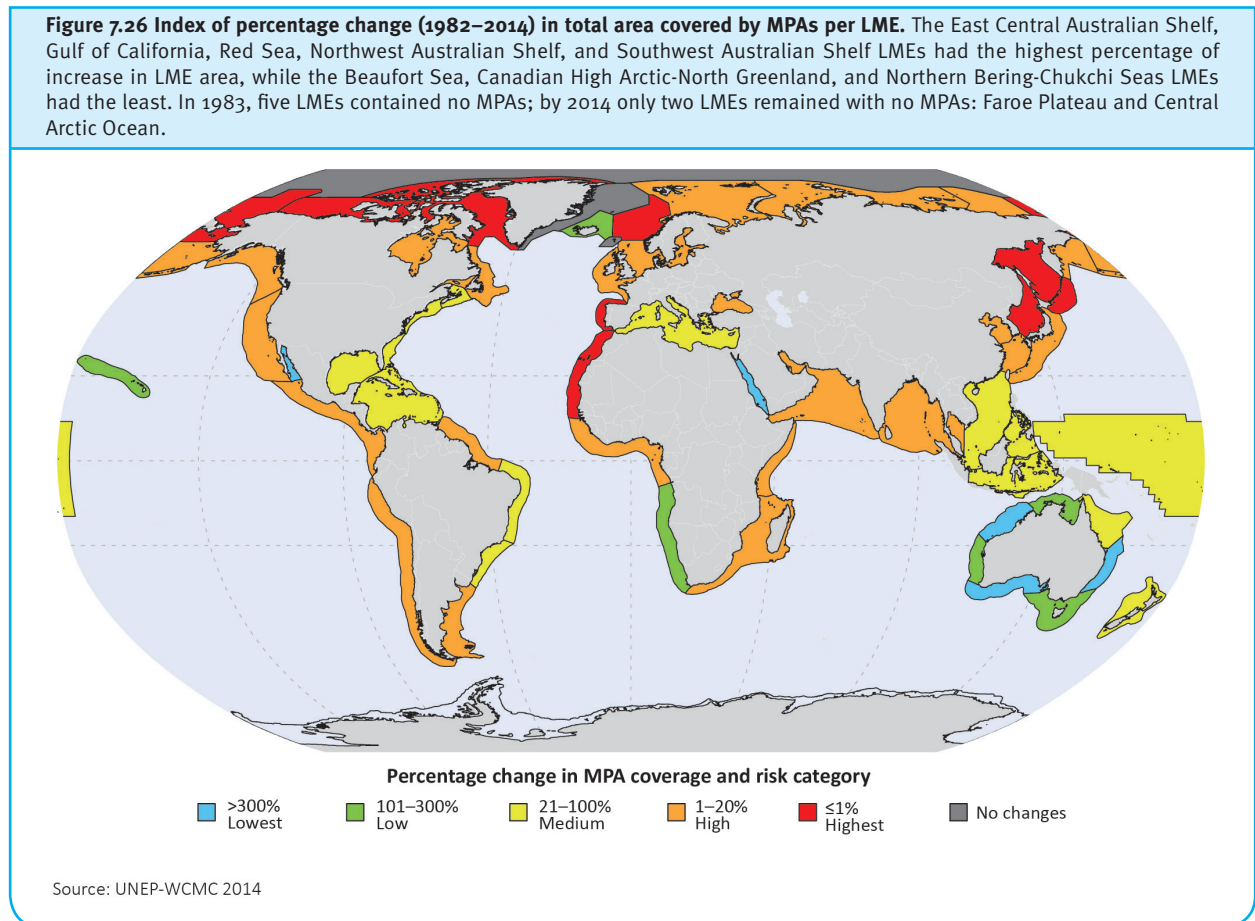 Figure 7.26 Index of percentage change (1982–2014) in total area covered by MPAs per LME. The East Central Australian Shelf,
Gulf of California, Red Sea, Northwest Australian Shelf, and Southwest Australian Shelf LMEs had the highest percentage of
increase in LME area, while the Beaufort Sea, Canadian High Arctic-North Greenland, and Northern Bering-Chukchi Seas LMEs
had the least. In 1983, five LMEs contained no MPAs; by 2014 only two LMEs remained with no MPAs: Faroe Plateau and Central
Arctic Ocean.
Percentage change in MPA coverage and risk category
>300% 101–300% 21–100% 1–20% ≤1% No changes
Lowest Low Medium High Highest
Source: UNEP-WCMC 2014